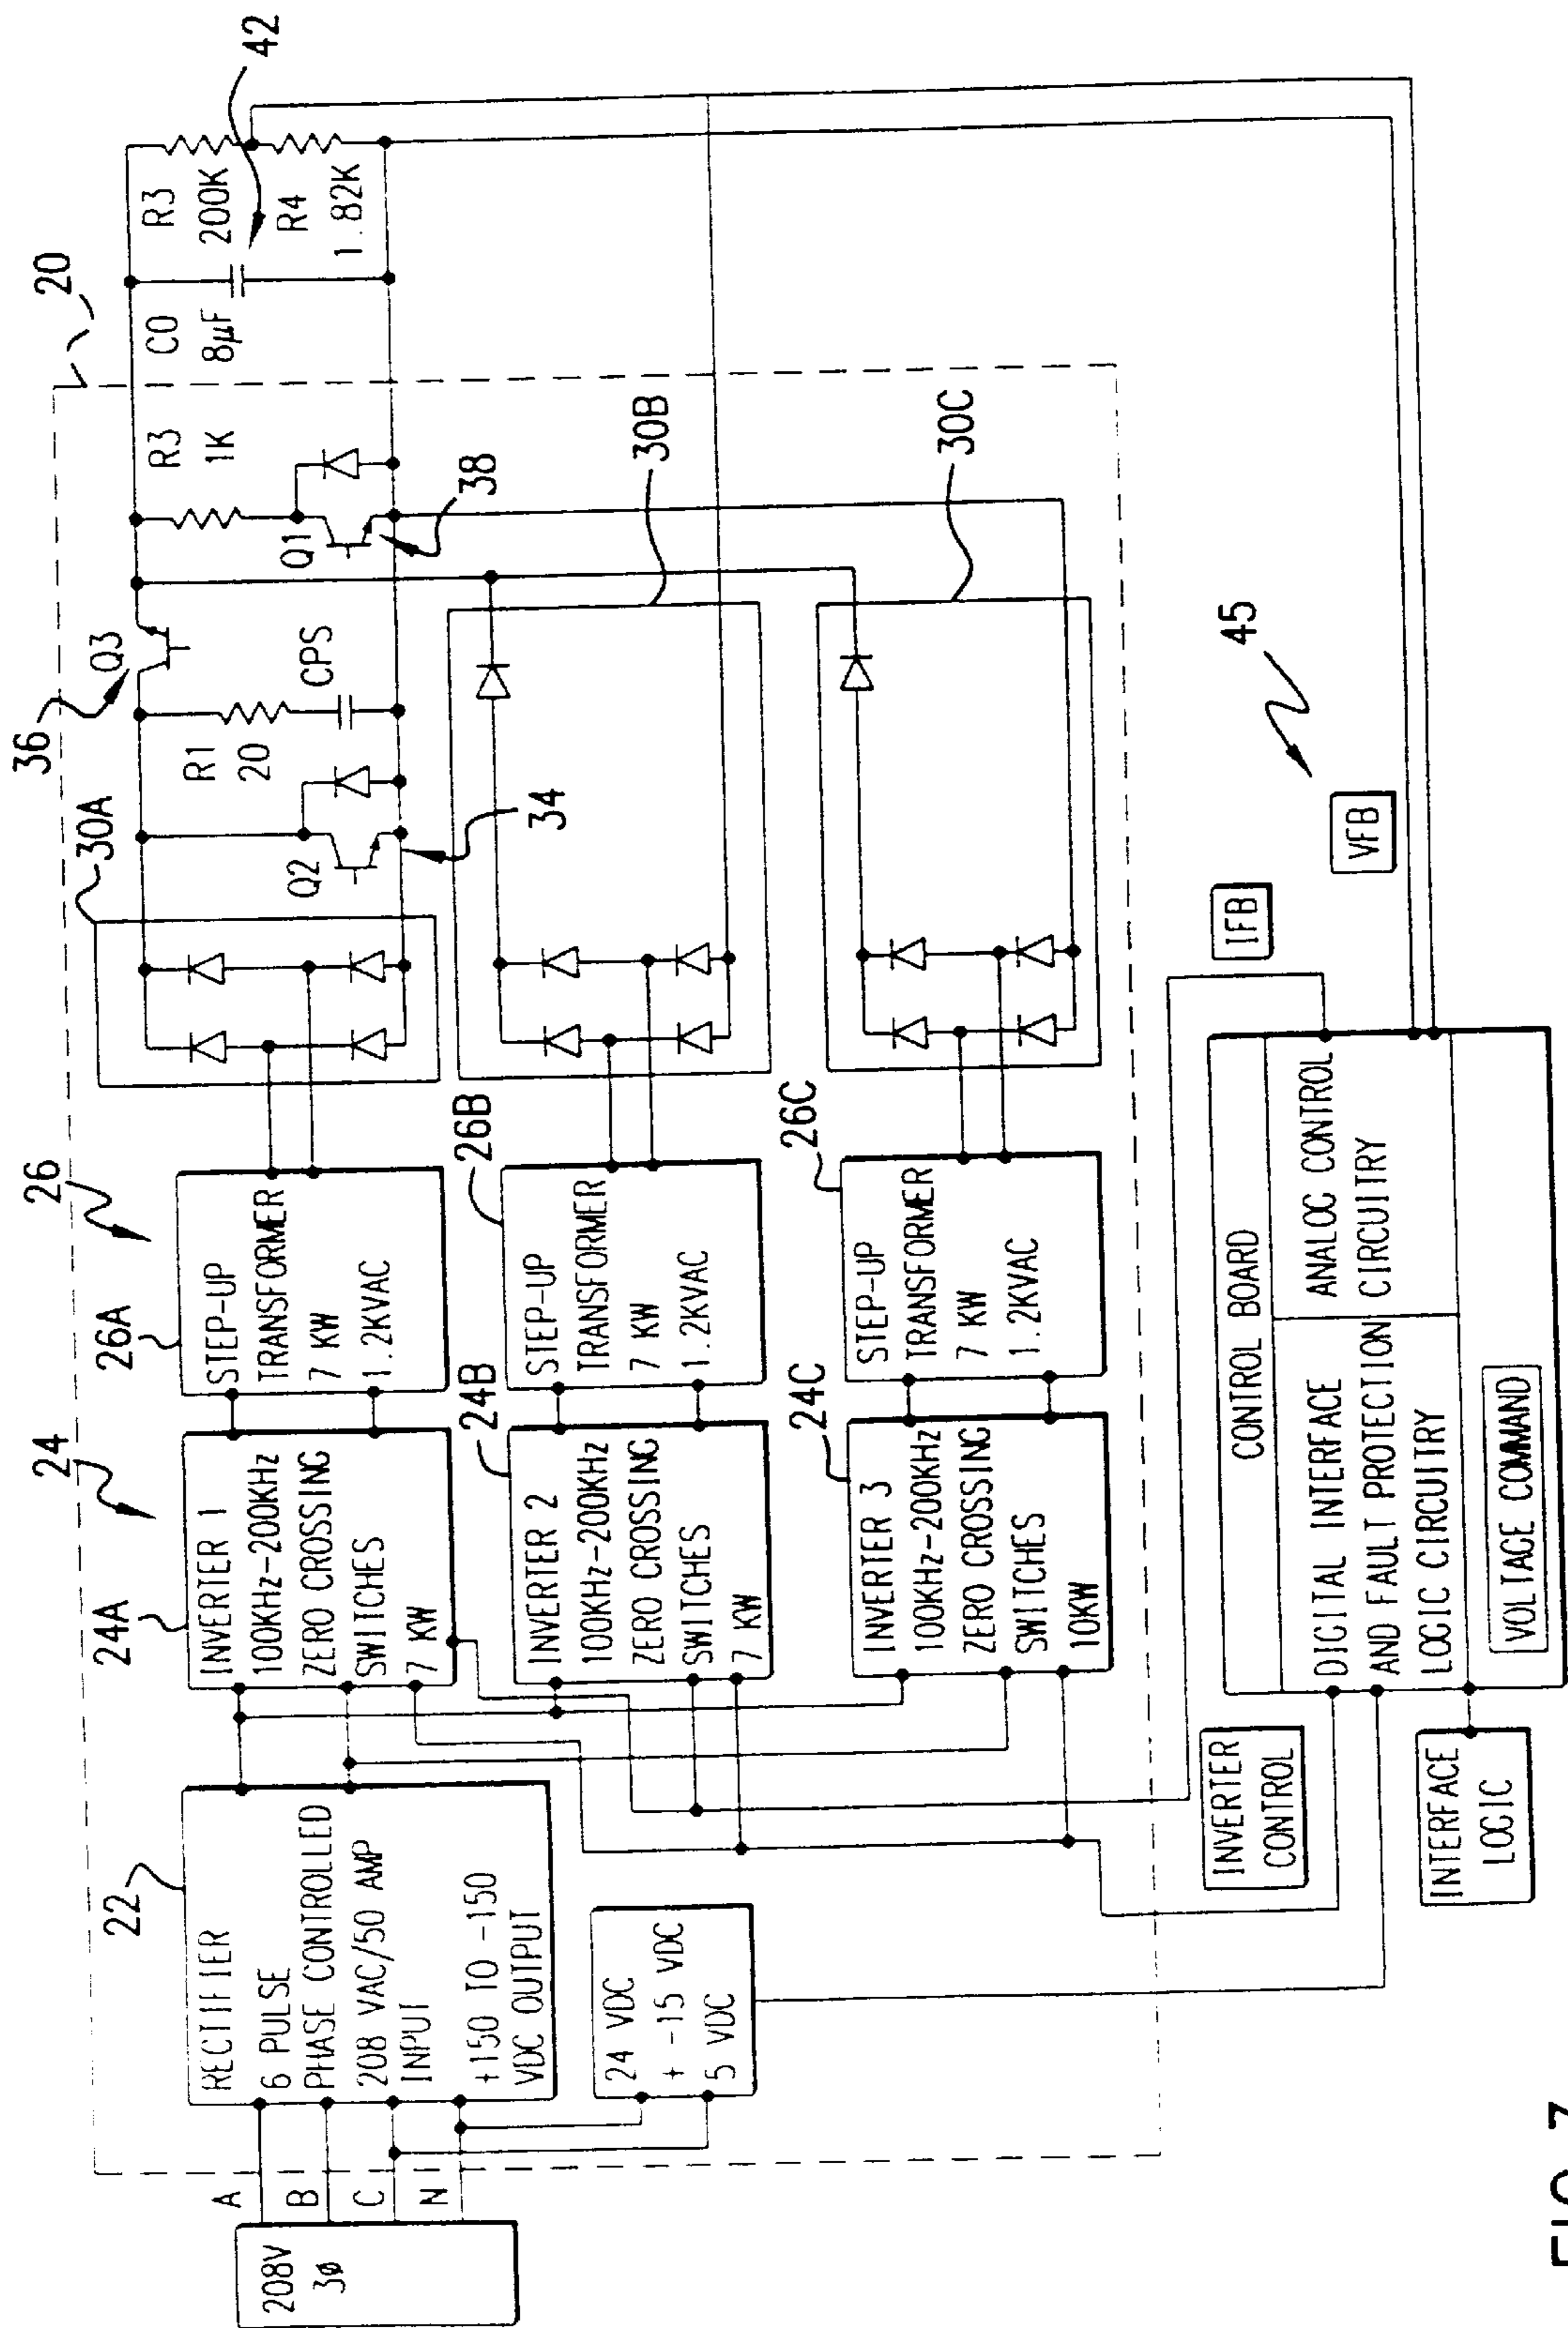 208V
3ø
A
B
C
N
22
RECTIFIER
6 PULSE
PHASE CONTROLLED
208 VAC/50 AMP
INPUT
+150 TO -150
VDC OUTPUT
24 VDC
+ -15 VDC
5 VDC
24
24A
INVERTER 1
100KHz-200KHz
ZERO CROSSING
SWITCHES
7 KW
24B
INVERTER 2
100KHz-200KHz
ZERO CROSSING
SWITCHES
7 KW
24C
INVERTER 3
100KHz-200KHz
ZERO CROSSING
SWITCHES
10KW
26
26A
STEP-UP
TRANSFORMER
7 KW
1.2KVAC
26B
STEP-UP
TRANSFORMER
7 KW
1.2KVAC
26C
STEP-UP
TRANSFORMER
7 KW
1.2KVAC
30A
36
Q3
R1
20
CPS
Q2
34
R3
1K
Q1
38
20
C0
8µF
R3
200K
R4
1.82K
42
30B
30C
45
IFB
VFB
INVERTER
CONTROL
INTERFACE
LOGIC
CONTROL BOARD
DIGITAL INTERFACE
AND FAULT PROTECTION
LOGIC CIRCUITRY
ANALOG CONTROL
CIRCUITRY
VOLTAGE COMMAND